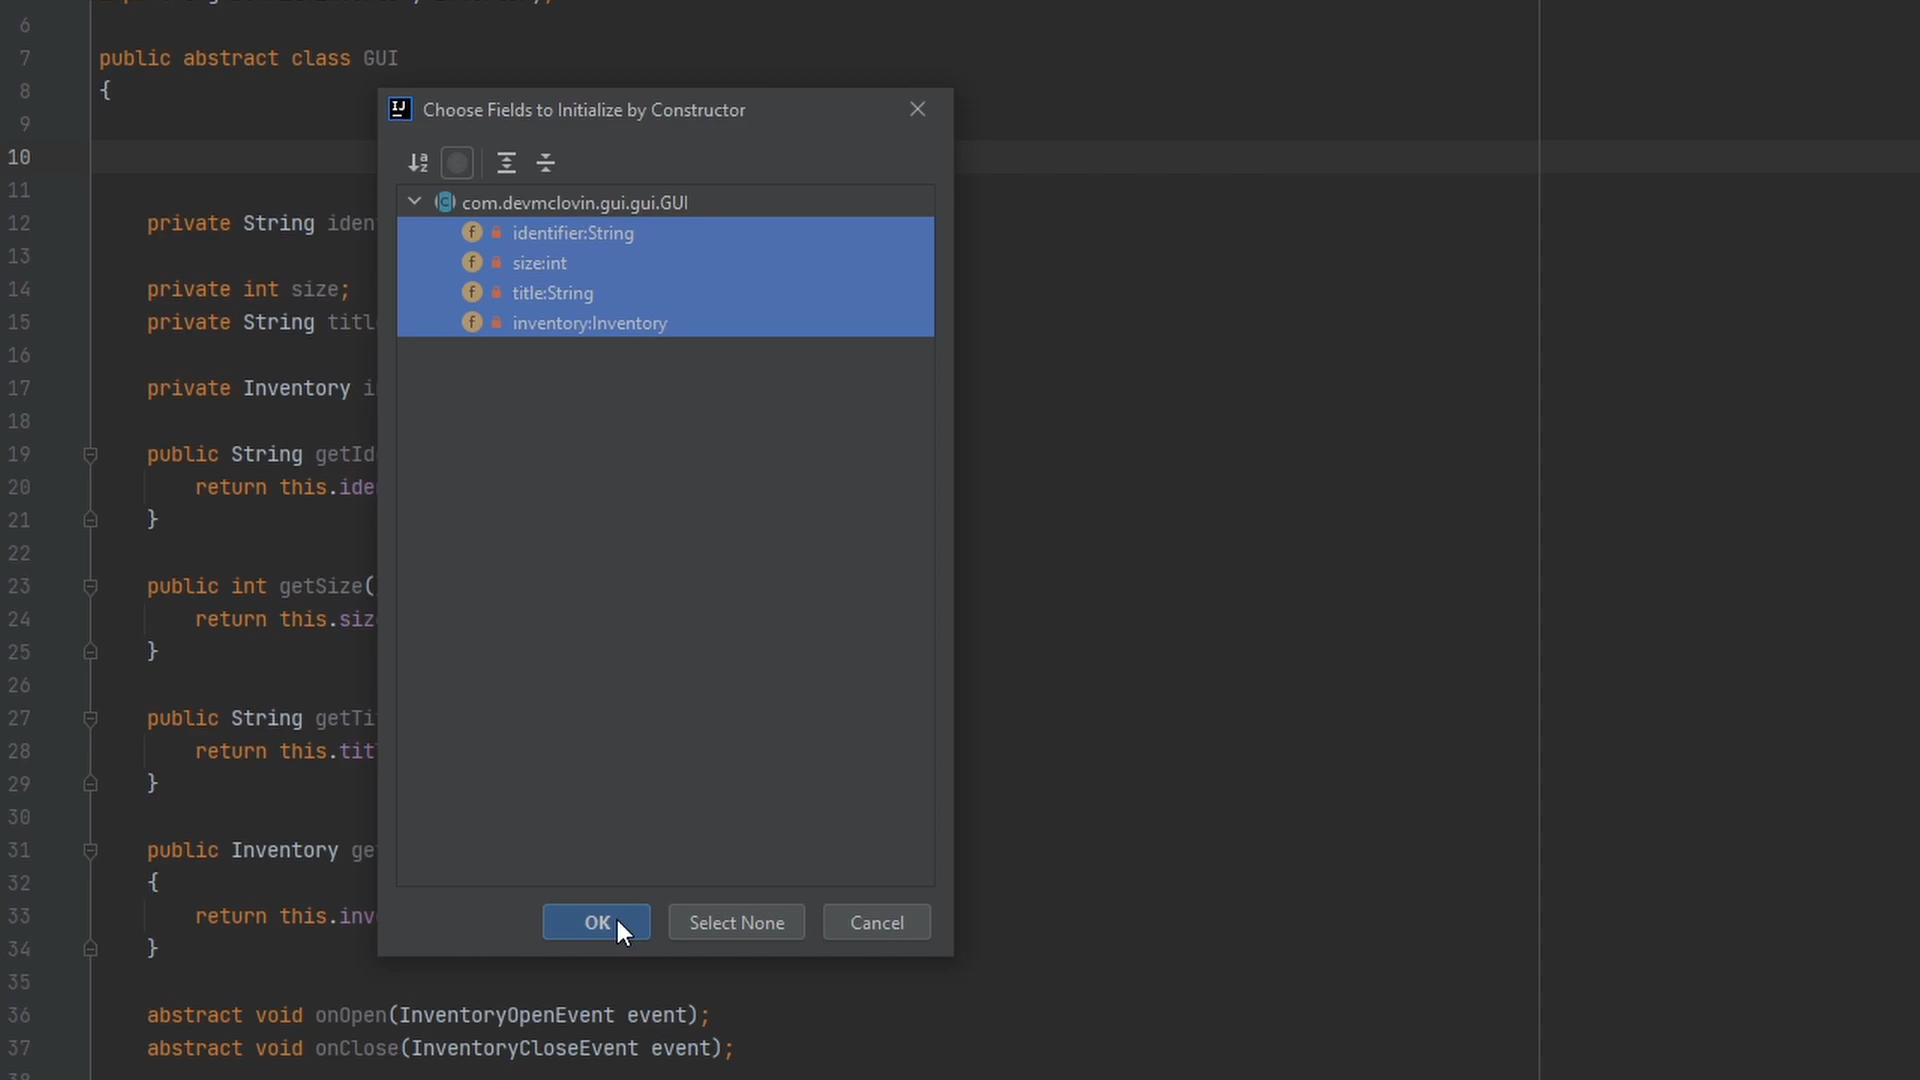 6
7 public abstract class GUI
8 {
9
10
11
12 private String iden
13
14 private int size;
15 private String titl
16
17 private Inventory i
18
19 public String getId
20 return this.ide
21 }
22
23 public int getSize(
24 return this.siz
25 }
26
27 public String getTi
28 return this.tit
29 }
30
31 public Inventory ge
32 {
33 return this.inv
34 }
35
36 abstract void onOpen(InventoryOpenEvent event);
37 abstract void onClose(InventoryCloseEvent event);
IJ Choose Fields to Initialize by Constructor
com.devmclovin.gui.gui.GUI
f identifier:String
f size:int
f title:String
f inventory:Inventory
OK Select None Cancel